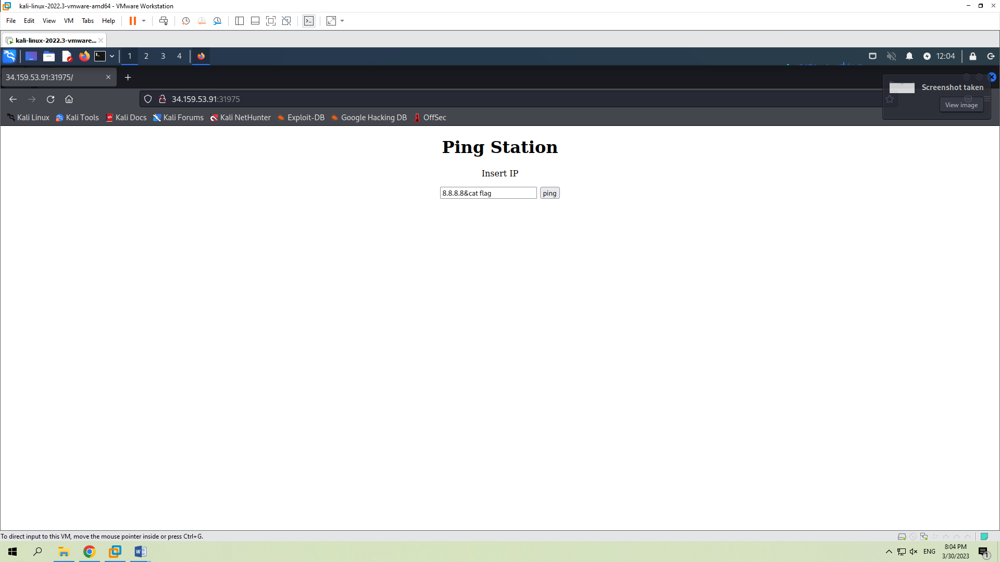 kali-linux-2022.3-vmware-amd64 - VMware Workstation
File Edit View VM Tabs Help
kali-linux-2022.3-vmware...
1 2 3 4 12:04
34.159.53.91:31975/
Screenshot taken
34.159.53.91:31975
View image
Kali Linux Kali Tools Kali Docs Kali Forums Kali NetHunter Exploit-DB Google Hacking DB OffSec
Ping Station
Insert IP
8.8.8.8&cat flag ping
To direct input to this VM, move the mouse pointer inside or press Ctrl+G.
ENG 8:04 PM
3/30/2023 1